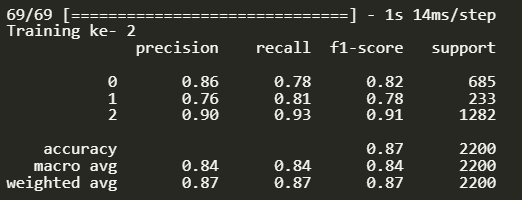 69/69 [==============================] - 1s 14ms/step
Training ke- 2
precision recall f1-score support
0 0.86 0.78 0.82 685
1 0.76 0.81 0.78 233
2 0.90 0.93 0.91 1282
accuracy 0.87 2200
macro avg 0.84 0.84 0.84 2200
weighted avg 0.87 0.87 0.87 2200